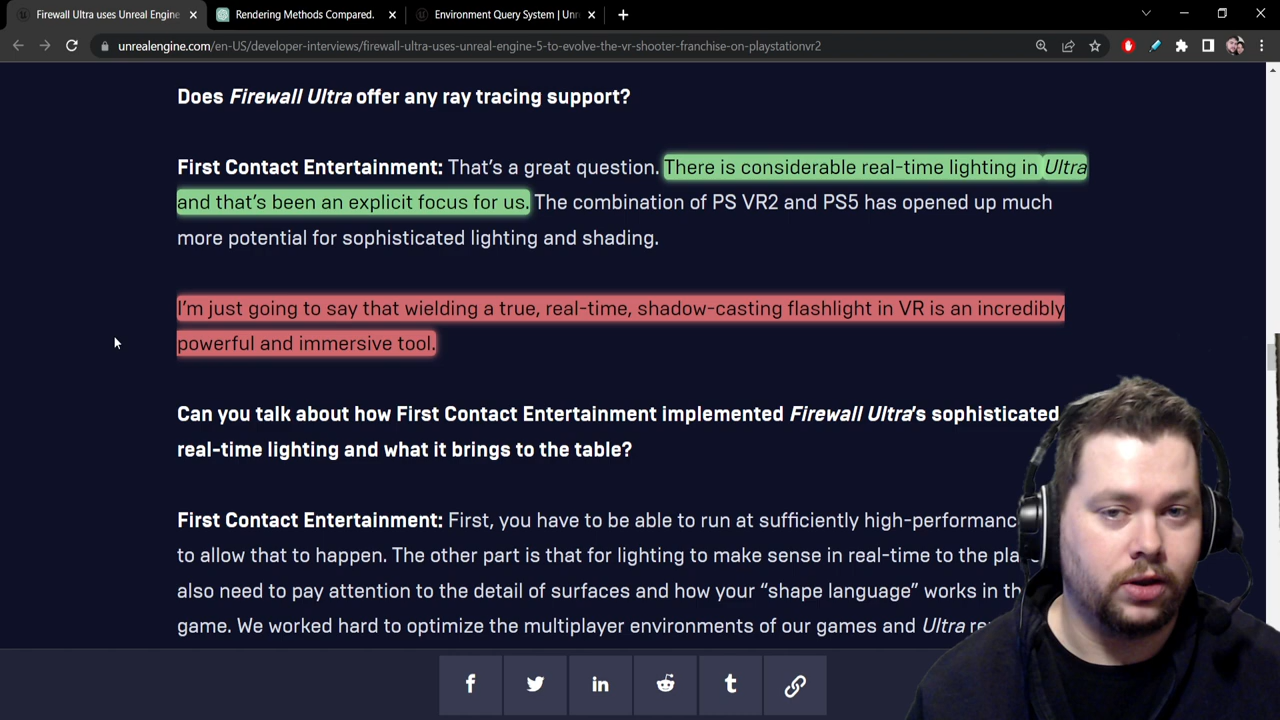 Firewall Ultra uses Unreal Engine
Rendering Methods Compared.
Environment Query System | Unr
unrealengine.com/en-US/developer-interviews/firewall-ultra-uses-unreal-engine-5-to-evolve-the-vr-shooter-franchise-on-playstationvr2
Does Firewall Ultra offer any ray tracing support?
First Contact Entertainment: That’s a great question. There is considerable real-time lighting in Ultra
and that’s been an explicit focus for us. The combination of PS VR2 and PS5 has opened up much
more potential for sophisticated lighting and shading.
I’m just going to say that wielding a true, real-time, shadow-casting flashlight in VR is an incredibly
powerful and immersive tool.
Can you talk about how First Contact Entertainment implemented Firewall Ultra’s sophisticated
real-time lighting and what it brings to the table?
First Contact Entertainment: First, you have to be able to run at sufficiently high-performanc
to allow that to happen. The other part is that for lighting to make sense in real-time to the pla
also need to pay attention to the detail of surfaces and how your “shape language” works in th
game. We worked hard to optimize the multiplayer environments of our games and Ultra